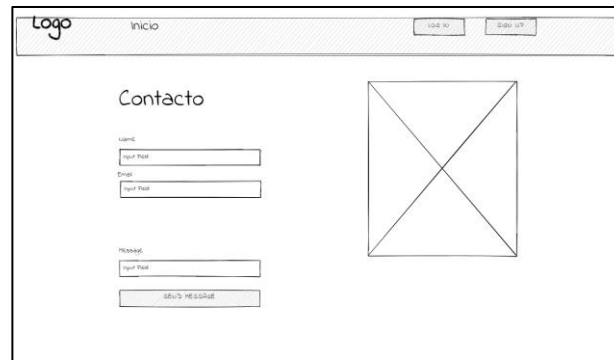 Logo
Inicio
LOG IN
SIGN UP
Contacto
Name
Input Field
Email
Input Field
Message
Input Field
SEND MESSAGE